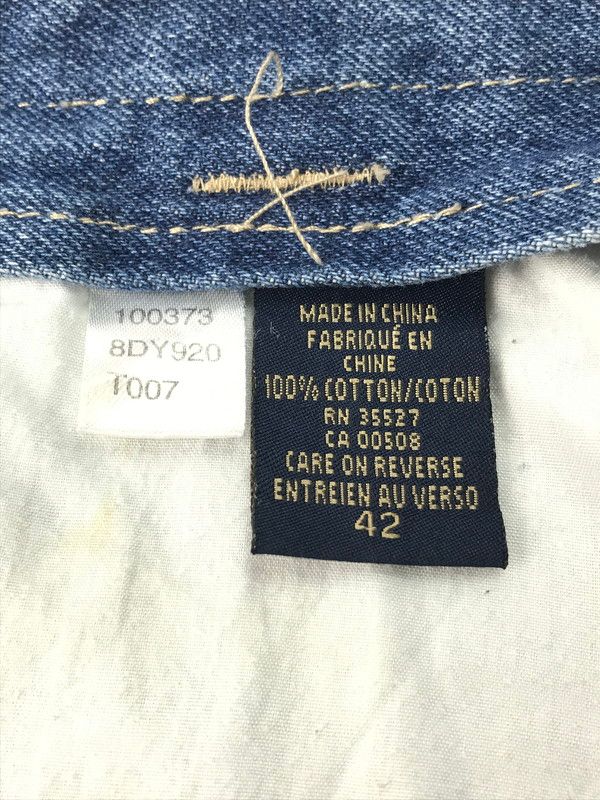 100373
8DY920
T007
MADE IN CHINA
FABRIQUÉ EN
CHINE
100% COTTON/COTON
RN 35527
CA 00508
CARE ON REVERSE
ENTREIEN AU VERSO
42